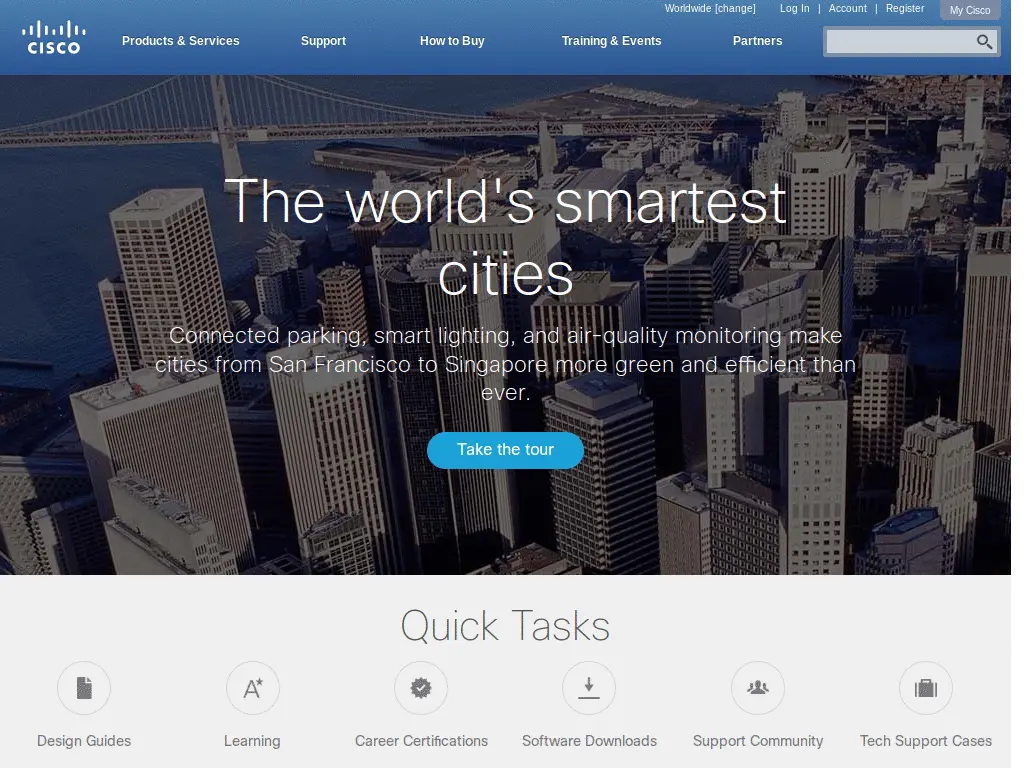 Worldwide [change] Log In | Account | Register My Cisco
CISCO
Products & Services Support How to Buy Training & Events Partners
The world's smartest
cities
Connected parking, smart lighting, and air-quality monitoring make
cities from San Francisco to Singapore more green and efficient than
ever.
Take the tour
Quick Tasks
Design Guides Learning Career Certifications Software Downloads Support Community Tech Support Cases